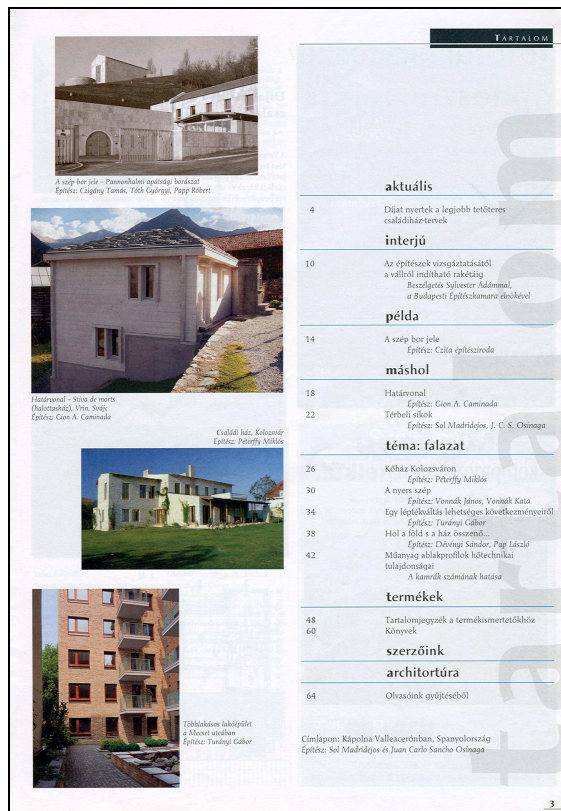 TARTALOM
A szép bor jele – Pannonhalmi apátsági borászat
Építész: Czigány Tamás, Tóth Györgyi, Papp Róbert
Határvonal – Stiva de morts
(halottasház), Vrin, Svájc
Építész: Gion A. Caminada
Családi ház, Kolozsvár
Építész: Péterffy Miklós
Többlakásos lakóépület
a Mecset utcában
Építész: Turányi Gábor
aktuális
4 Díjat nyertek a legjobb tetőteres
családiház-tervek
interjú
10 Az építészek vizsgáztatásától
a vállról indítható rakétáig
Beszélgetés Sylvester Ádámmal,
a Budapesti Építészkamara elnökével
példa
14 A szép bor jele
Építész: Czita építésziroda
máshol
18 Határvonal
Építész: Gion A. Caminada
22 Térbeli síkok
Építész: Sol Madridejos, J. C. S. Osinaga
téma: falazat
26 Kőház Kolozsváron
Építész: Péterffy Miklós
30 A nyers szép
Építész: Vonnák János, Vonnák Kata
34 Egy léptékváltás lehetséges következményeiről
Építész: Turányi Gábor
38 Hol a föld s a ház összenő...
Építész: Dévényi Sándor, Pap László
42 Műanyag ablakprofilok hőtechnikai
tulajdonságai
A kamrák számának hatása
termékek
48 Tartalomjegyzék a termékismertetőkhöz
60 Könyvek
szerzőink
architortúra
64 Olvasóink gyűjtéséből
Címlapon: Kápolna Valleacerónban, Spanyolország
Építész: Sol Madridejos és Juan Carlo Sancho Osinaga
tartalom
3